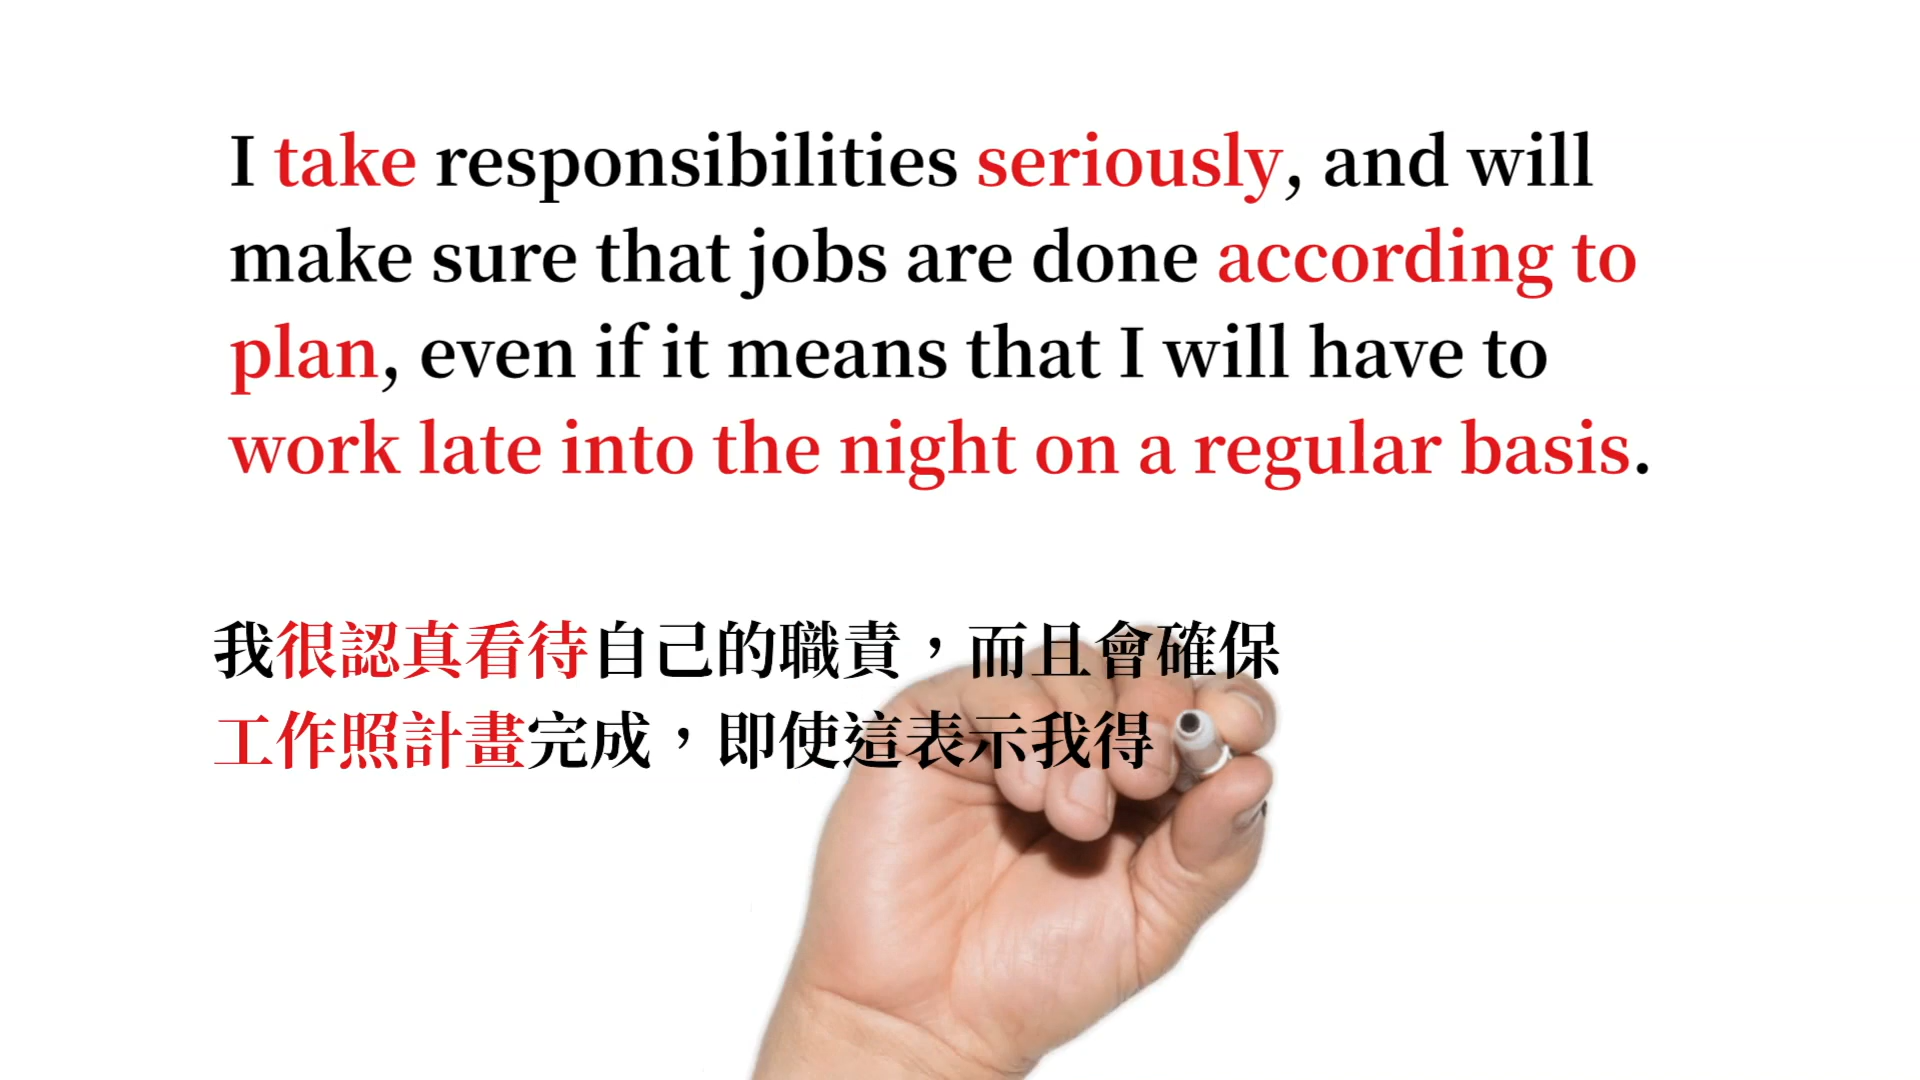 I take responsibilities seriously, and will
make sure that jobs are done according to
plan, even if it means that I will have to
work late into the night on a regular basis.
我很認真看待自己的職責，而且會確保
工作照計畫完成，即使這表示我得